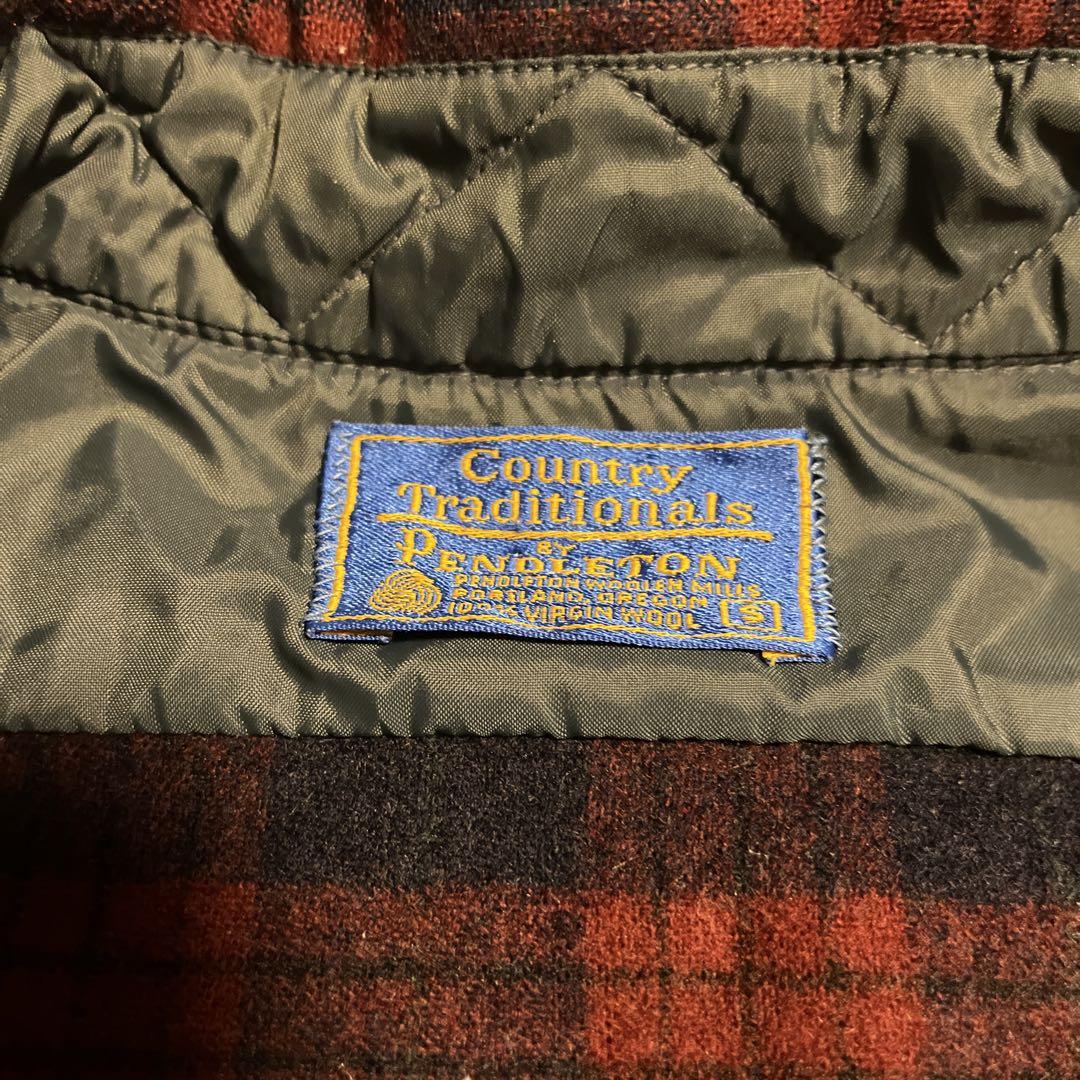 Country
Traditionals
BY
PENDLETON
PENDLETON WOOLEN MILLS
PORTLAND, OREGON
100% VIRGIN WOOL S